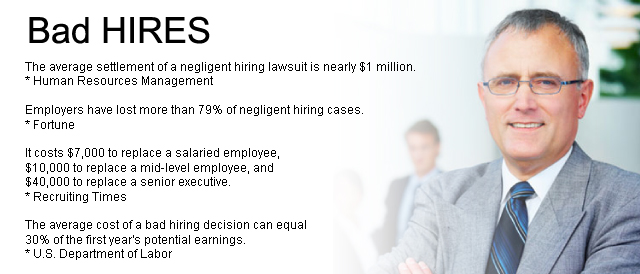 Bad HIRES
The average settlement of a negligent hiring lawsuit is nearly $1 million.
* Human Resources Management
Employers have lost more than 79% of negligent hiring cases.
* Fortune
It costs $7,000 to replace a salaried employee,
$10,000 to replace a mid-level employee, and
$40,000 to replace a senior executive.
* Recruiting Times
The average cost of a bad hiring decision can equal
30% of the first year's potential earnings.
* U.S. Department of Labor